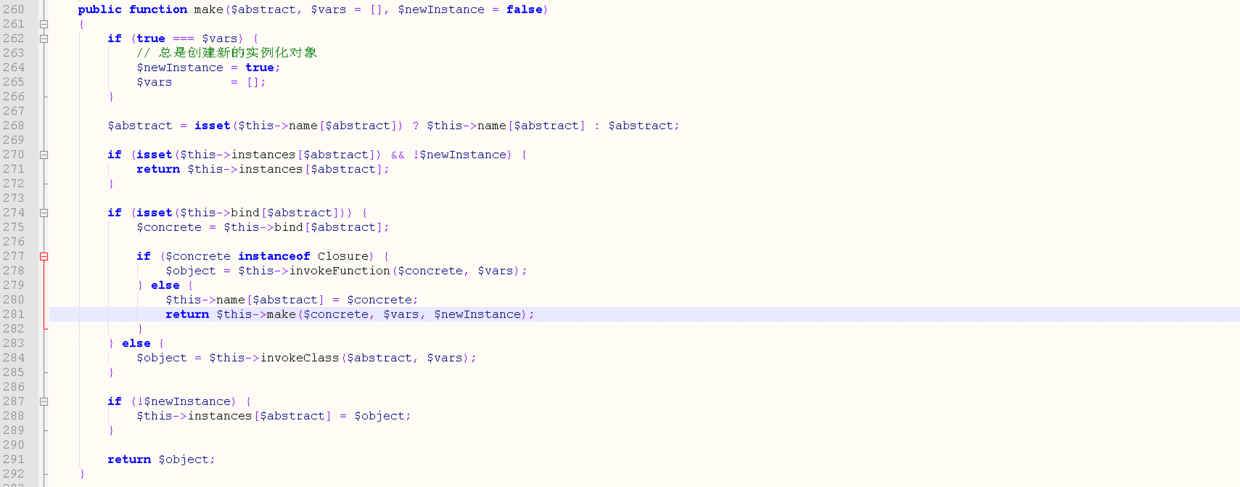 260 public function make($abstract, $vars = [], $newInstance = false)
261 {
262 if (true === $vars) {
263 // 总是创建新的实例化对象
264 $newInstance = true;
265 $vars = [];
266 }
267
268 $abstract = isset($this->name[$abstract]) ? $this->name[$abstract] : $abstract;
269
270 if (isset($this->instances[$abstract]) && !$newInstance) {
271 return $this->instances[$abstract];
272 }
273
274 if (isset($this->bind[$abstract])) {
275 $concrete = $this->bind[$abstract];
276
277 if ($concrete instanceof Closure) {
278 $object = $this->invokeFunction($concrete, $vars);
279 } else {
280 $this->name[$abstract] = $concrete;
281 return $this->make($concrete, $vars, $newInstance);
282 }
283 } else {
284 $object = $this->invokeClass($abstract, $vars);
285 }
286
287 if (!$newInstance) {
288 $this->instances[$abstract] = $object;
289 }
290
291 return $object;
292 }